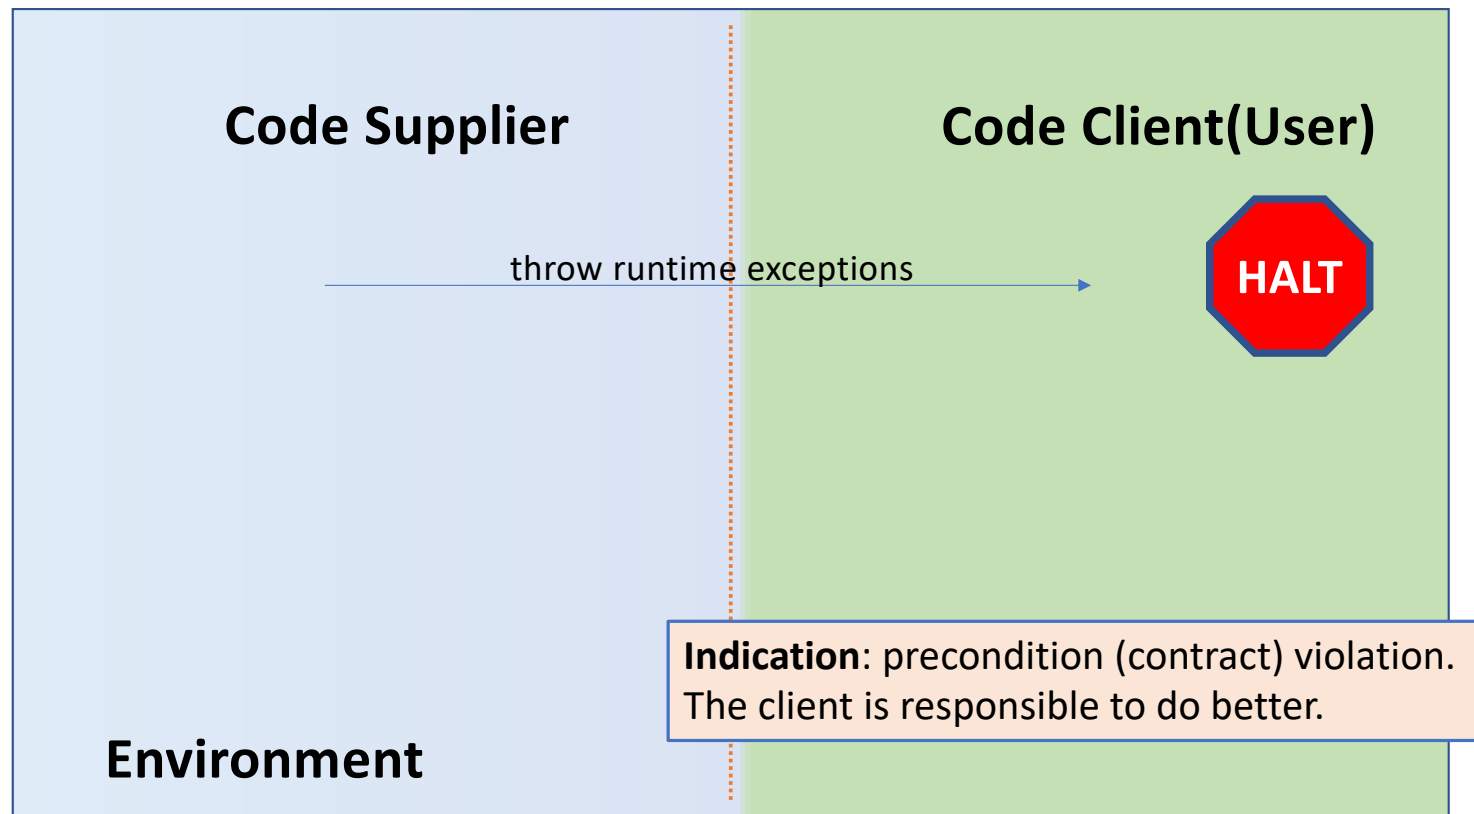 Code Supplier
Code Client(User)
throw runtime exceptions
HALT
Indication: precondition (contract) violation.
The client is responsible to do better.
Environment